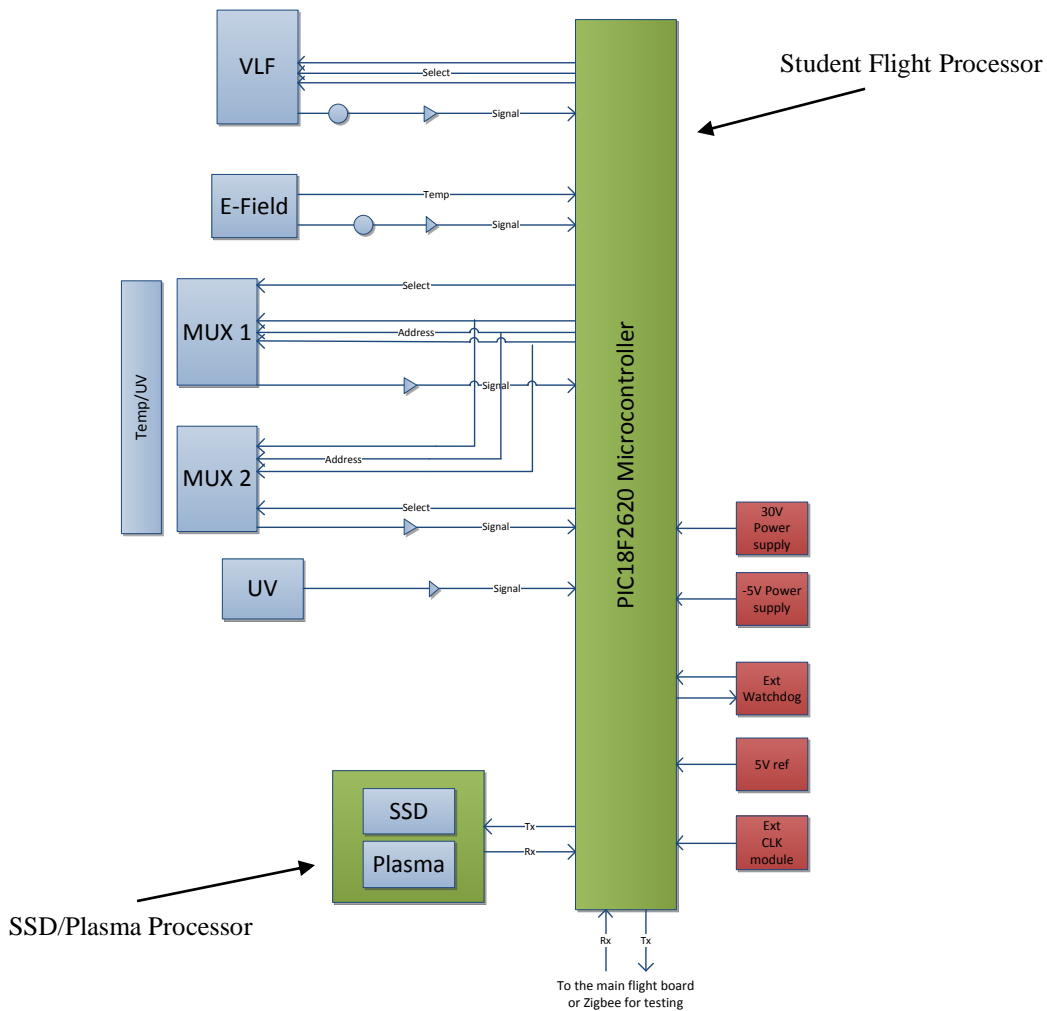 VLF
Select
Signal
Student Flight Processor
E-Field
Temp
Signal
Temp/UV
MUX 1
Select
Address
Signal
MUX 2
Address
Select
Signal
UV
Signal
PIC18F2620 Microcontroller
30V
Power
supply
-5V Power
supply
Ext
Watchdog
5V ref
Ext
CLK
module
SSD
Plasma
Tx
Rx
SSD/Plasma Processor
Rx
Tx
To the main flight board
or Zigbee for testing